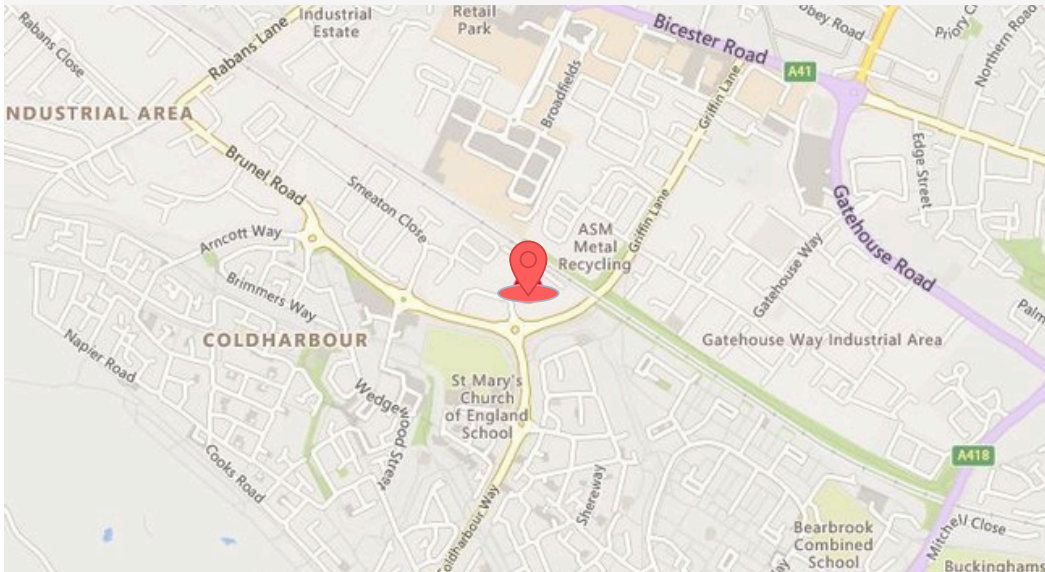 Industrial
Estate
Retail
Park
Rabans Close
Rabans Lane
Bicester Road
Road
Northern Road
A41
INDUSTRIAL AREA
Broadfields
Griffin Lane
Brunel Road
Smeaton Close
Edge Street
Arncott Way
ASM
Metal
Recycling
Griffin Lane
Gatehouse Road
Gatehouse Way
Brimmers Way
COLDHARBOUR
Gatehouse Way Industrial Area
Napier Road
St Mary's
Church
of England
School
Wedgewood Street
Cooks Road
A418
Shereway
Coldharbour Way
Bearbrook
Combined
School
Mitchell Close